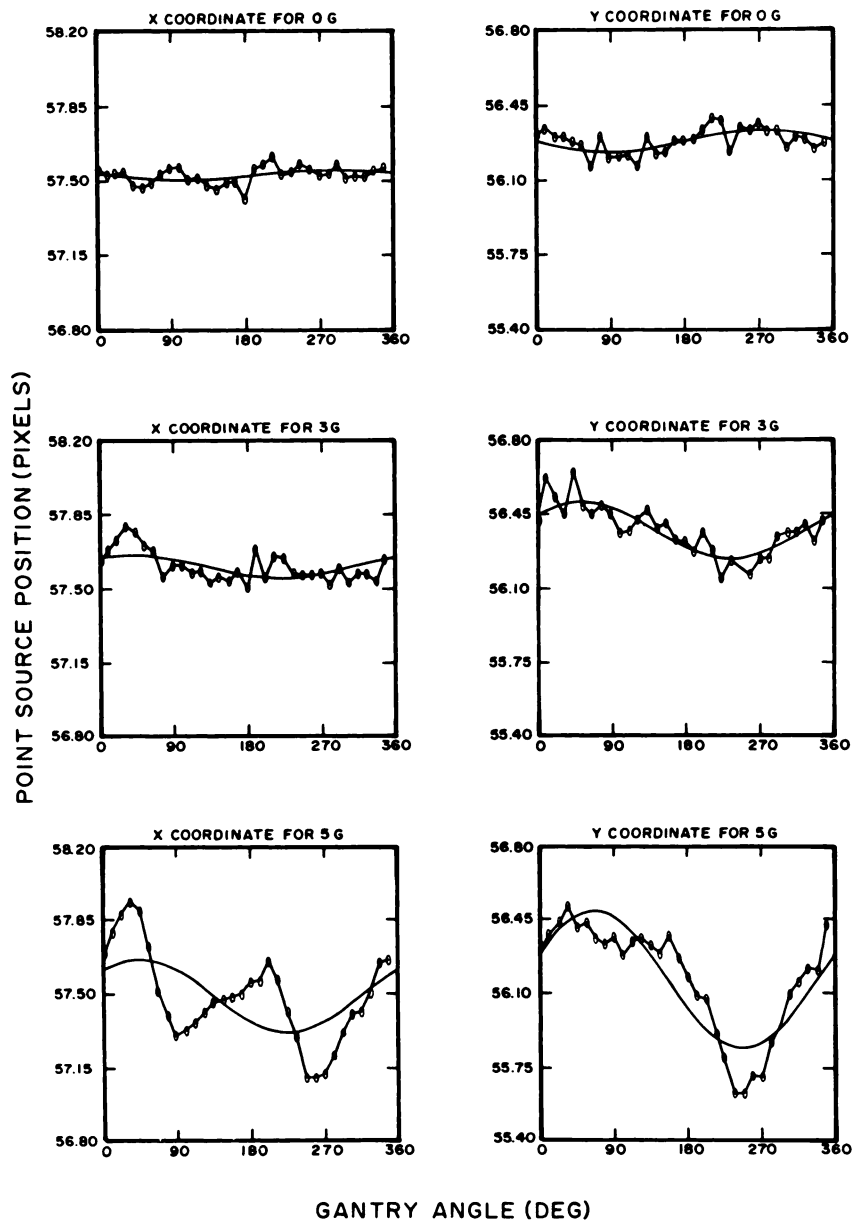 X COORDINATE FOR 0 G
Y COORDINATE FOR 0 G
58.20
57.85
57.50
57.15
56.80
0 90 180 270 360
56.80
56.45
56.10
55.75
55.40
0 90 180 270 360
POINT SOURCE POSITION (PIXELS)
X COORDINATE FOR 3G
Y COORDINATE FOR 3G
58.20
57.85
57.50
57.15
56.80
0 90 180 270 360
56.80
56.45
56.10
55.75
55.40
0 90 180 270 360
X COORDINATE FOR 5G
Y COORDINATE FOR 5G
58.20
57.85
57.50
57.15
56.80
0 90 180 270 360
56.80
56.45
56.10
55.75
55.40
0 90 180 270 360
GANTRY ANGLE (DEG)